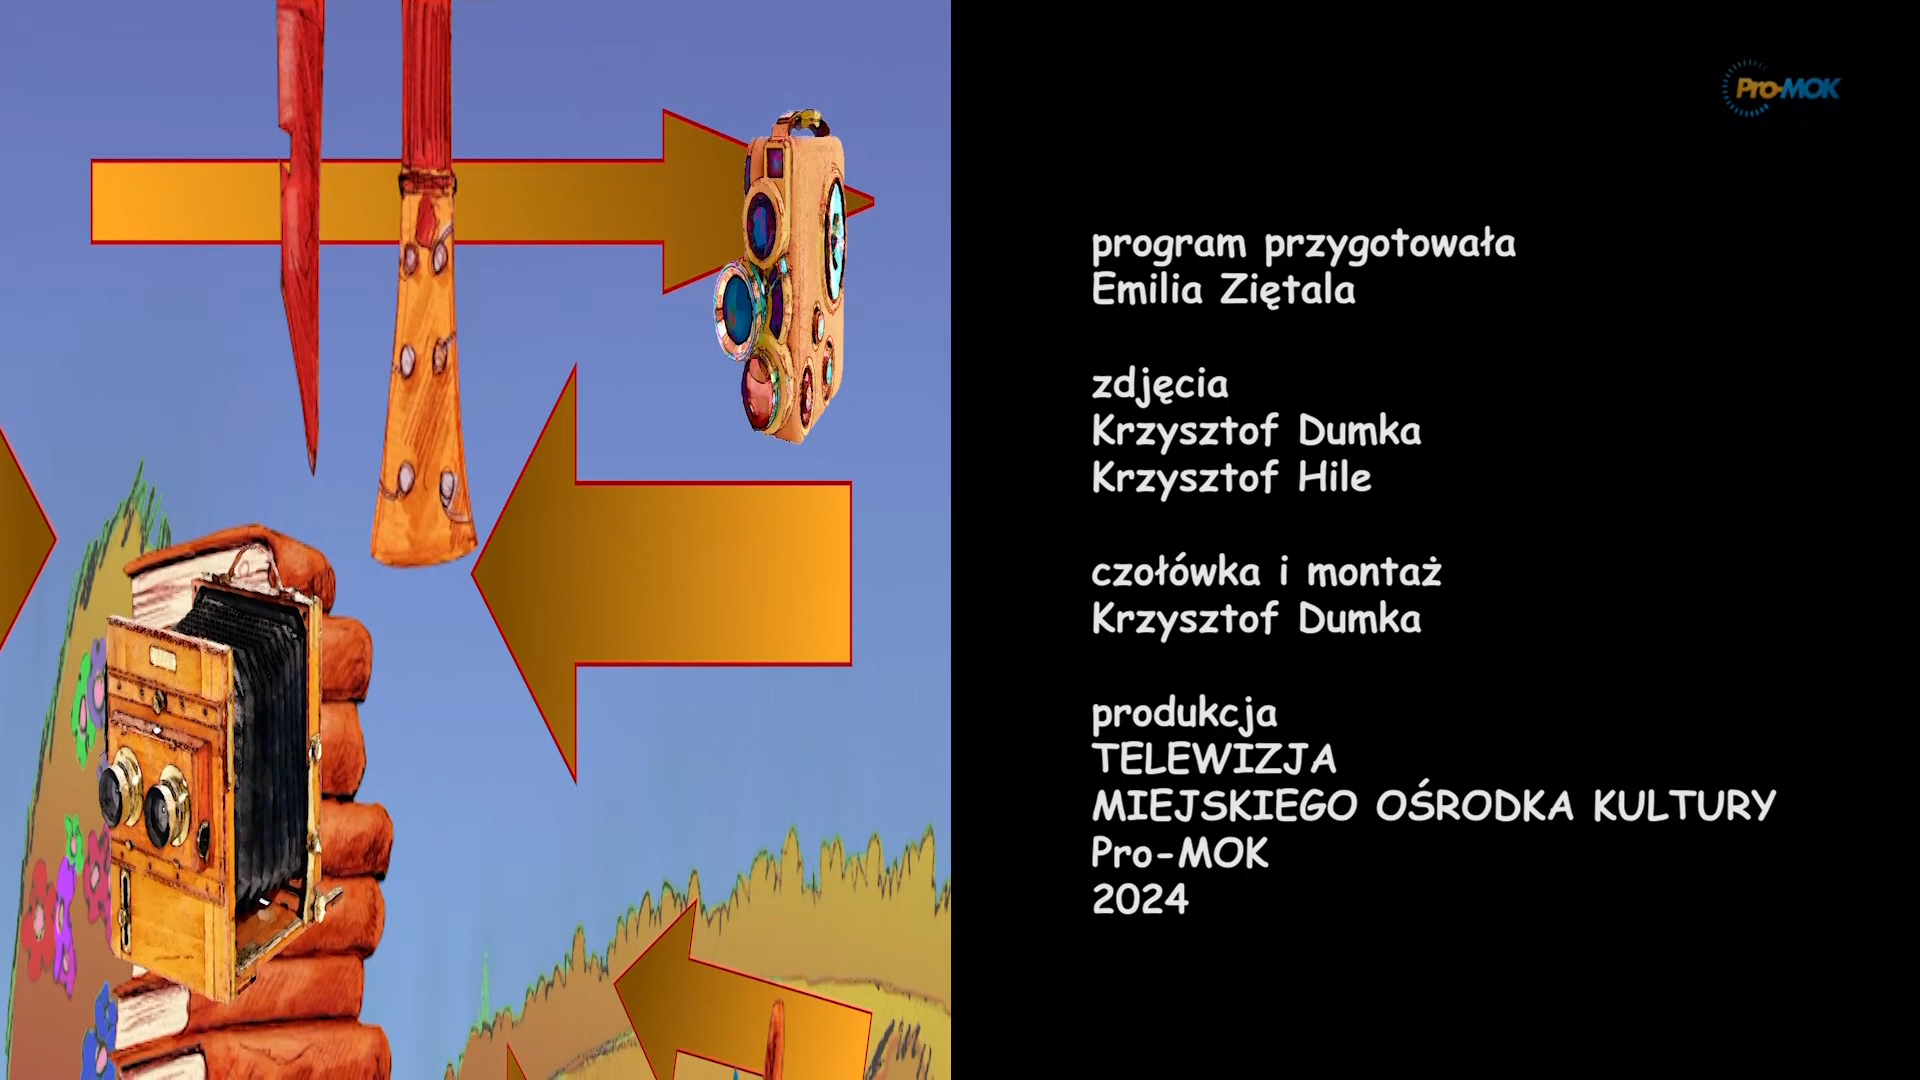 Pro-MOK
program przygotowała
Emilia Ziętala
zdjęcia
Krzysztof Dumka
Krzysztof Hile
czołówka i montaż
Krzysztof Dumka
produkcja
TELEWIZJA
MIEJSKIEGO OŚRODKA KULTURY
Pro-MOK
2024